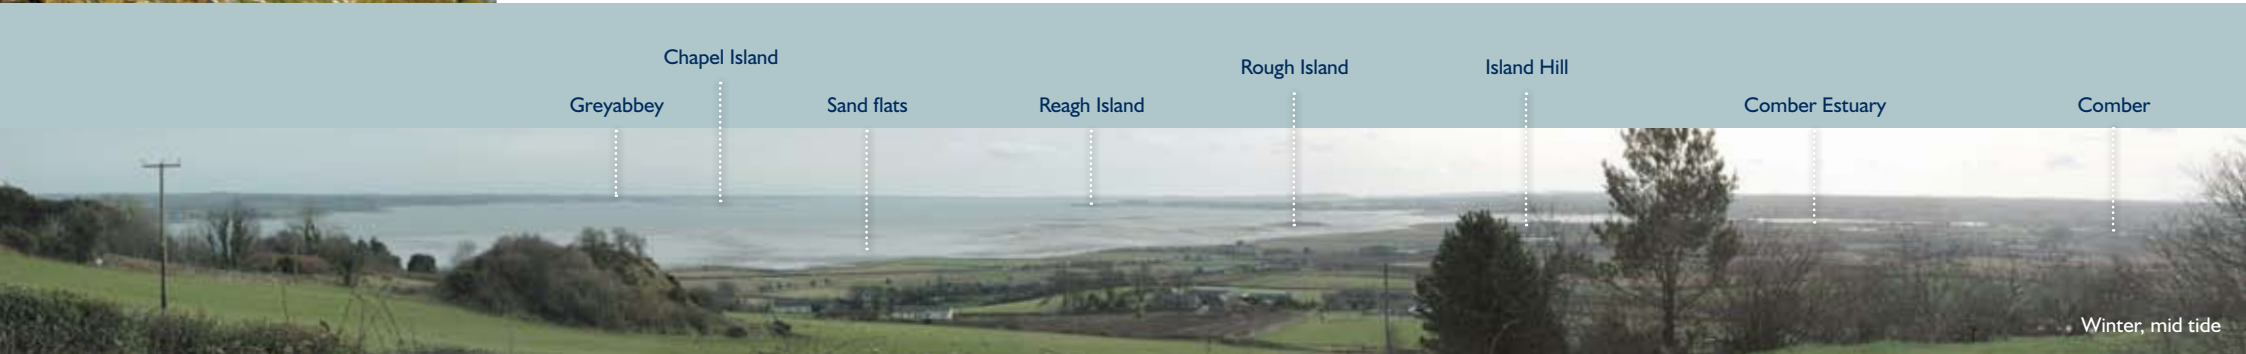 Chapel Island
Rough Island
Island Hill
Greyabbey
Sand flats
Reagh Island
Comber Estuary
Comber
Winter, mid tide